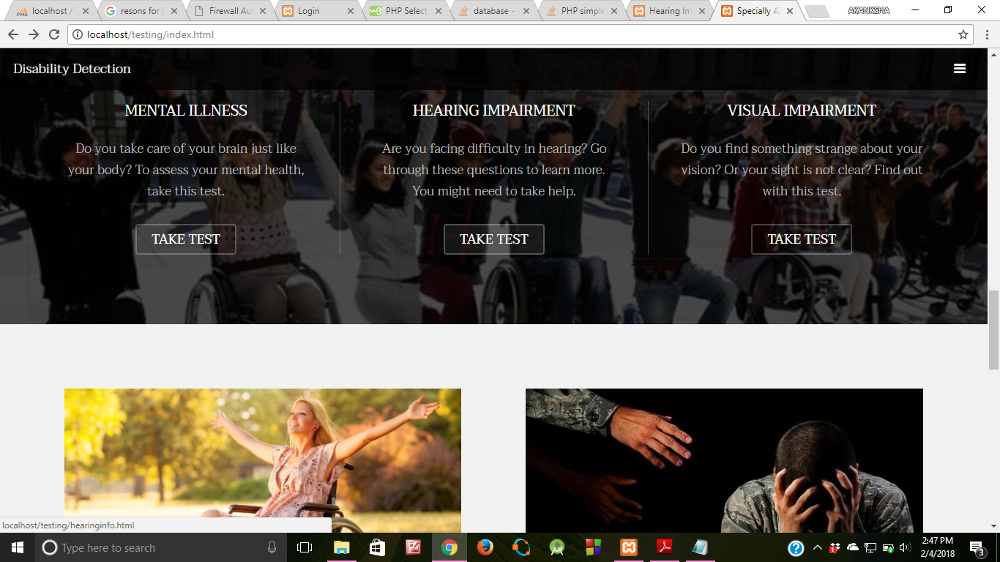 localhost /
resons for
Firewall Au
Login
PHP Select
database -
PHP simple
Hearing Im
Specially A
AKANKSHA
localhost/testing/index.html
Disability Detection
MENTAL ILLNESS
Do you take care of your brain just like
your body? To assess your mental health,
take this test.
TAKE TEST
HEARING IMPAIRMENT
Are you facing difficulty in hearing? Go
through these questions to learn more.
You might need to take help.
TAKE TEST
VISUAL IMPAIRMENT
Do you find something strange about your
vision? Or your sight is not clear? Find out
with this test.
TAKE TEST
localhost/testing/hearinginfo.html
Type here to search
2:47 PM
2/4/2018
3